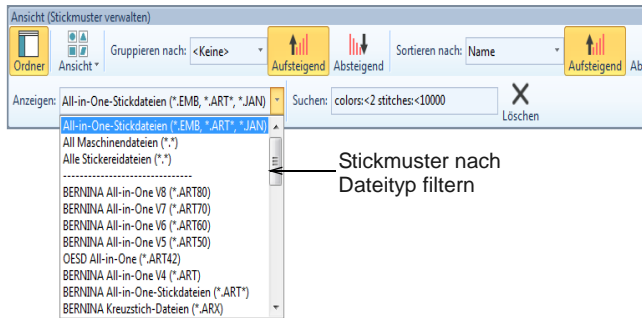 Ansicht (Stickmuster verwalten)
Ordner
Ansicht
Gruppieren nach: <Keine>
Aufsteigend
Absteigend
Sortieren nach: Name
Aufsteigend
Ab
Anzeigen: All-in-One-Stickdateien (*.EMB, *.ART*, *.JAN)
Suchen: colors:<2 stitches:<10000
Löschen
All-in-One-Stickdateien (*.EMB, *.ART*, *.JAN)
All Maschinendateien (*.*)
Alle Stickereidateien (*.*)
------------------------------
BERNINA All-in-One V8 (*.ART80)
BERNINA All-in-One V7 (*.ART70)
BERNINA All-in-One V6 (*.ART60)
BERNINA All-in-One V5 (*.ART50)
OESD All-in-One (*.ART42)
BERNINA All-in-One V4 (*.ART)
BERNINA All-in-One-Stickdateien (*.ART*)
BERNINA Kreuzstich-Dateien (*.ARX)
Stickmuster nach
Dateityp filtern